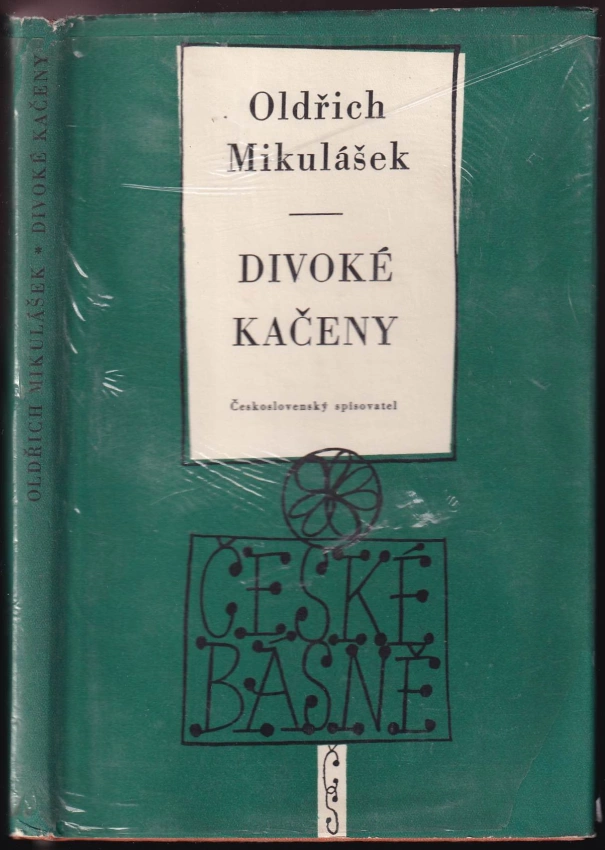 OLDŘICH MIKULÁŠEK • DIVOKÉ KAČENY
Oldřich
Mikulášek
DIVOKÉ
KAČENY
Československý spisovatel
ČESKÉ
BÁSNĚ